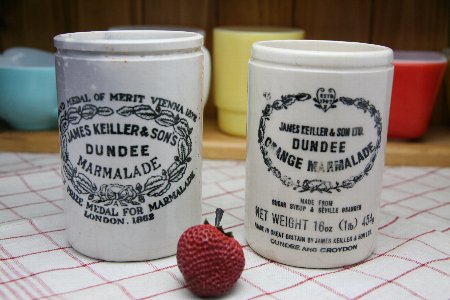 GRAND MEDAL OF MERIT VIENNA 1873
JAMES KEILLER & SONS
DUNDEE
MARMALADE
PRIZE MEDAL FOR MARMALADE
LONDON. 1862
JAMES KEILLER & SON LTD.
DUNDEE
ORANGE MARMALADE
MADE FROM
SUGAR SYRUP & SEVILLE ORANGES
NET WEIGHT 16oz (1lb) 454g
MADE IN GREAT BRITAIN BY JAMES KEILLER & SON LTD.
DUNDEE AND CROYDON